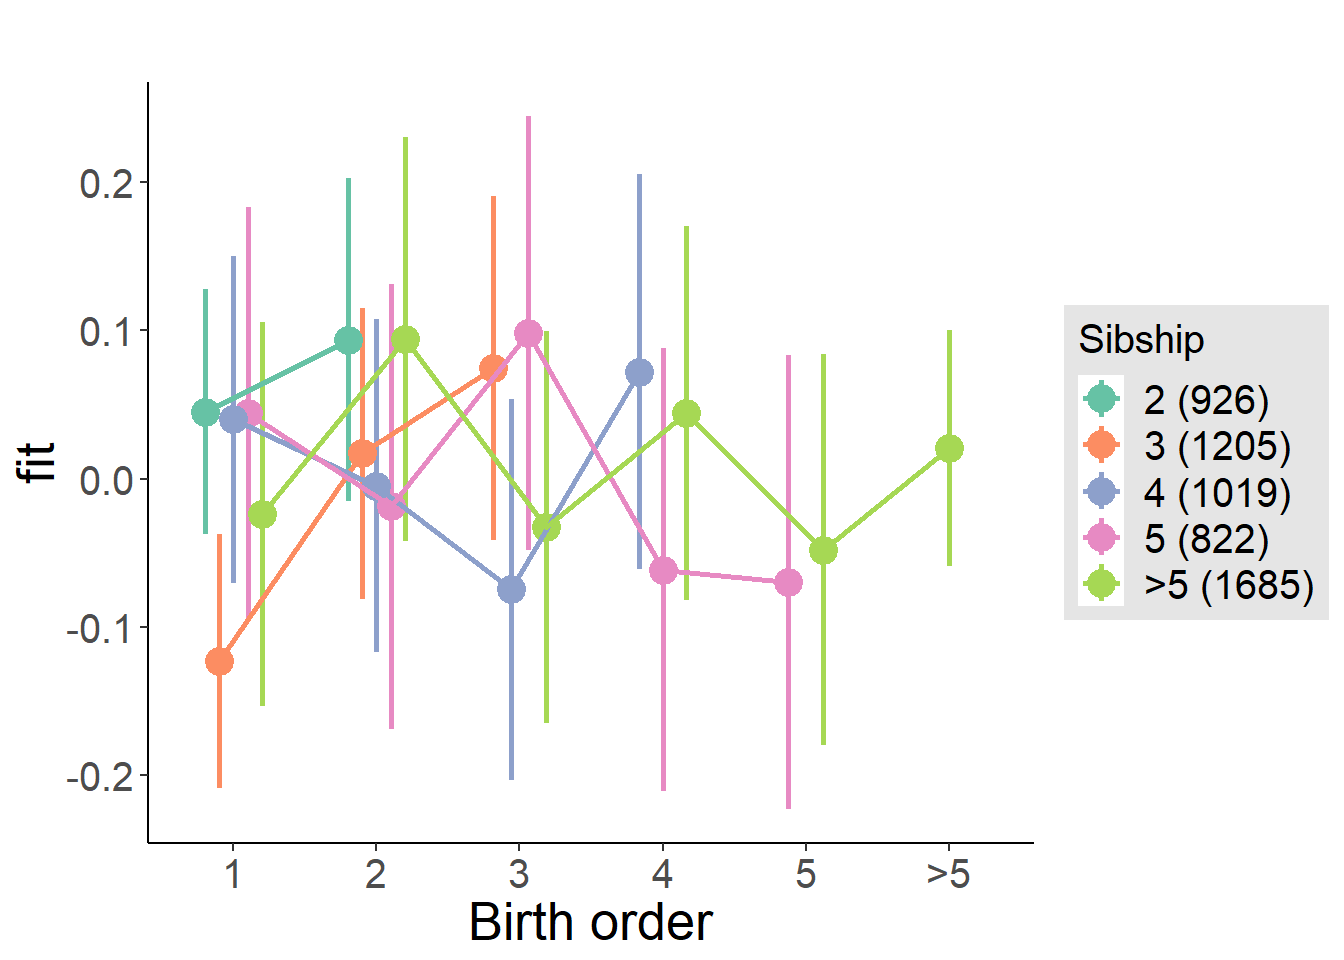 0.2
0.1
0.0
-0.1
-0.2
fit
1 2 3 4 5 >5
Birth order
Sibship
2 (926)
3 (1205)
4 (1019)
5 (822)
>5 (1685)